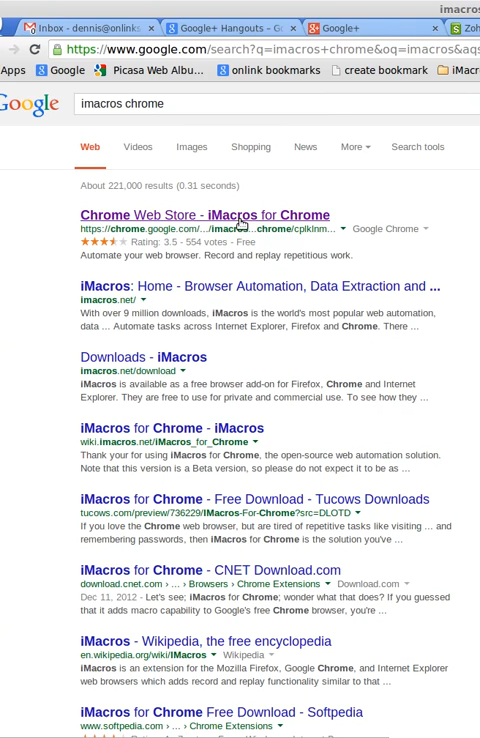 imacros
Inbox - dennis@onlinks
Google+ Hangouts - G
Google+
Zoh
https://www.google.com/search?q=imacros+chrome&oq=imacros&aqs
Apps
Google
Picasa Web Albu...
onlink bookmarks
create bookmark
iMacr
Google
imacros chrome
Web
Videos
Images
Shopping
News
More
Search tools
About 221,000 results (0.31 seconds)
Chrome Web Store - iMacros for Chrome
https://chrome.google.com/.../imacros...chrome/cplklnm...
Google Chrome
Rating: 3.5 - 554 votes - Free
Automate your web browser. Record and replay repetitious work.
iMacros: Home - Browser Automation, Data Extraction and ...
imacros.net/
With over 9 million downloads, iMacros is the world's most popular web automation,
data ... Automate tasks across Internet Explorer, Firefox and Chrome. There ...
Downloads - iMacros
imacros.net/download
iMacros is available as a free browser add-on for Firefox, Chrome and Internet
Explorer. They are free to use for private and commercial use. To see how they ...
iMacros for Chrome - iMacros
wiki.imacros.net/iMacros_for_Chrome
Thank your for using iMacros for Chrome, the open-source web automation solution.
Note that this version is a Beta version, so please do not expect it to be as ...
iMacros for Chrome - Free Download - Tucows Downloads
tucows.com/preview/736229/IMacros-For-Chrome?src=DLOTD
If you love the Chrome web browser, but are tired of repetitive tasks like visiting ... and
remembering passwords, then iMacros for Chrome is the solution you've ...
iMacros for Chrome - CNET Download.com
download.cnet.com › ... › Browsers › Chrome Extensions
Download.com
Dec 11, 2012 - Let's see; iMacros for Chrome; wonder what that does? If you guessed
that it adds macro capability to Google's free Chrome browser, you're ...
iMacros - Wikipedia, the free encyclopedia
en.wikipedia.org/wiki/IMacros
Wikipedia
iMacros is an extension for the Mozilla Firefox, Google Chrome, and Internet Explorer
web browsers which adds record and replay functionality similar to that ...
iMacros for Chrome Free Download - Softpedia
www.softpedia.com › ... › Chrome Extensions